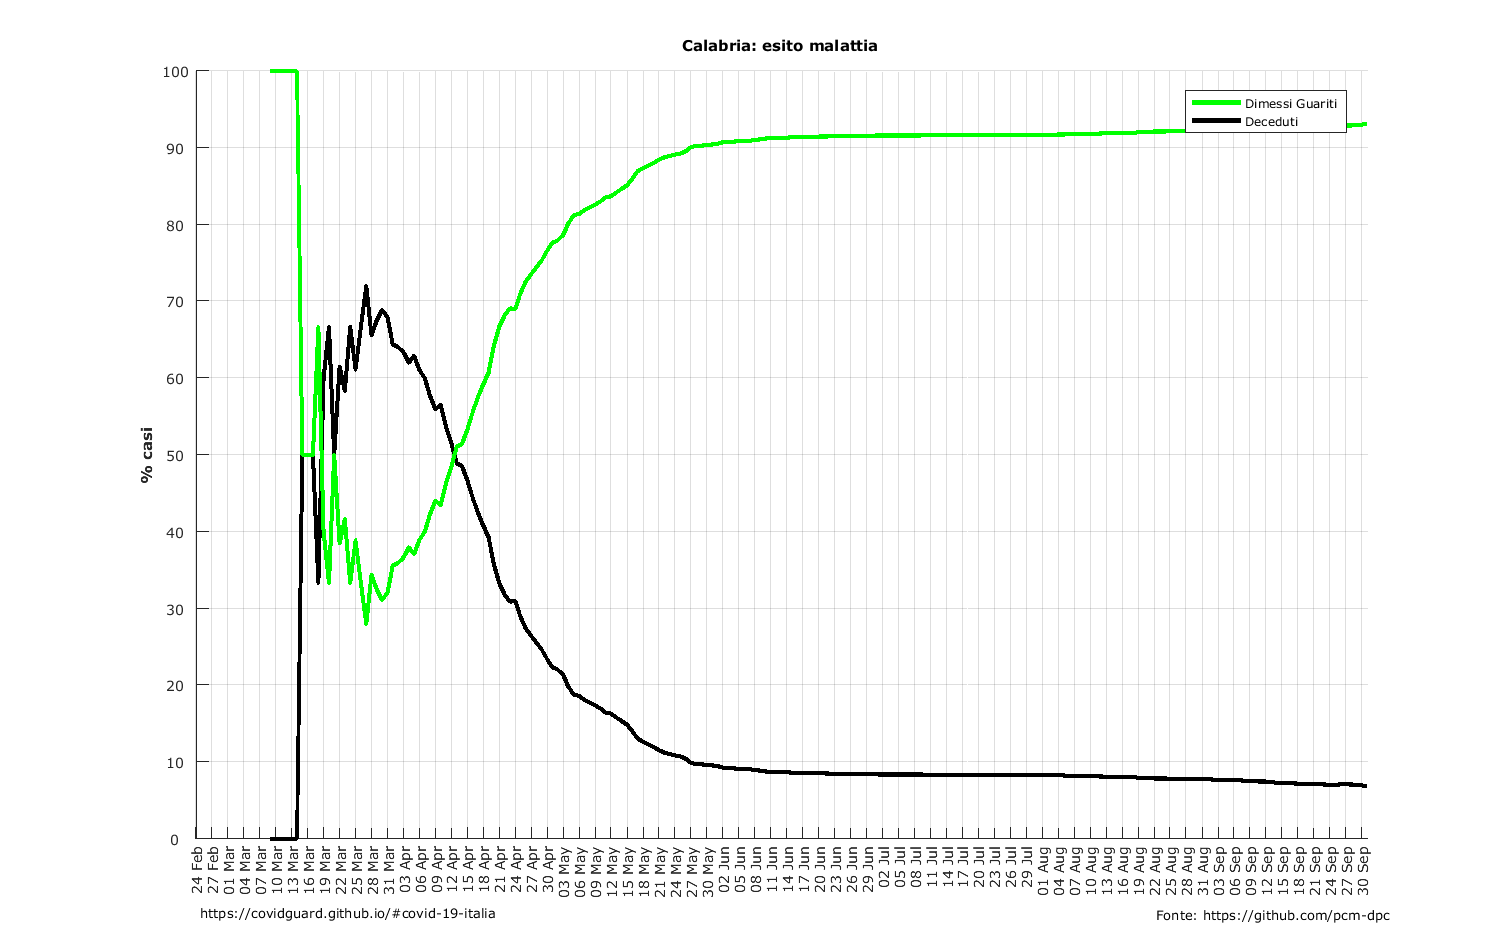 Calabria: esito malattia
Dimessi Guariti
Deceduti
% casi
100
90
80
70
60
50
40
30
20
10
0
24 Feb
27 Feb
01 Mar
04 Mar
07 Mar
10 Mar
13 Mar
16 Mar
19 Mar
22 Mar
25 Mar
28 Mar
31 Mar
03 Apr
06 Apr
09 Apr
12 Apr
15 Apr
18 Apr
21 Apr
24 Apr
27 Apr
30 Apr
03 May
06 May
09 May
12 May
15 May
18 May
21 May
24 May
27 May
30 May
02 Jun
05 Jun
08 Jun
11 Jun
14 Jun
17 Jun
20 Jun
23 Jun
26 Jun
29 Jun
02 Jul
05 Jul
08 Jul
11 Jul
14 Jul
17 Jul
20 Jul
23 Jul
26 Jul
29 Jul
01 Aug
04 Aug
07 Aug
10 Aug
13 Aug
16 Aug
19 Aug
22 Aug
25 Aug
28 Aug
31 Aug
03 Sep
06 Sep
09 Sep
12 Sep
15 Sep
18 Sep
21 Sep
24 Sep
27 Sep
30 Sep
https://covidguard.github.io/#covid-19-italia
Fonte: https://github.com/pcm-dpc